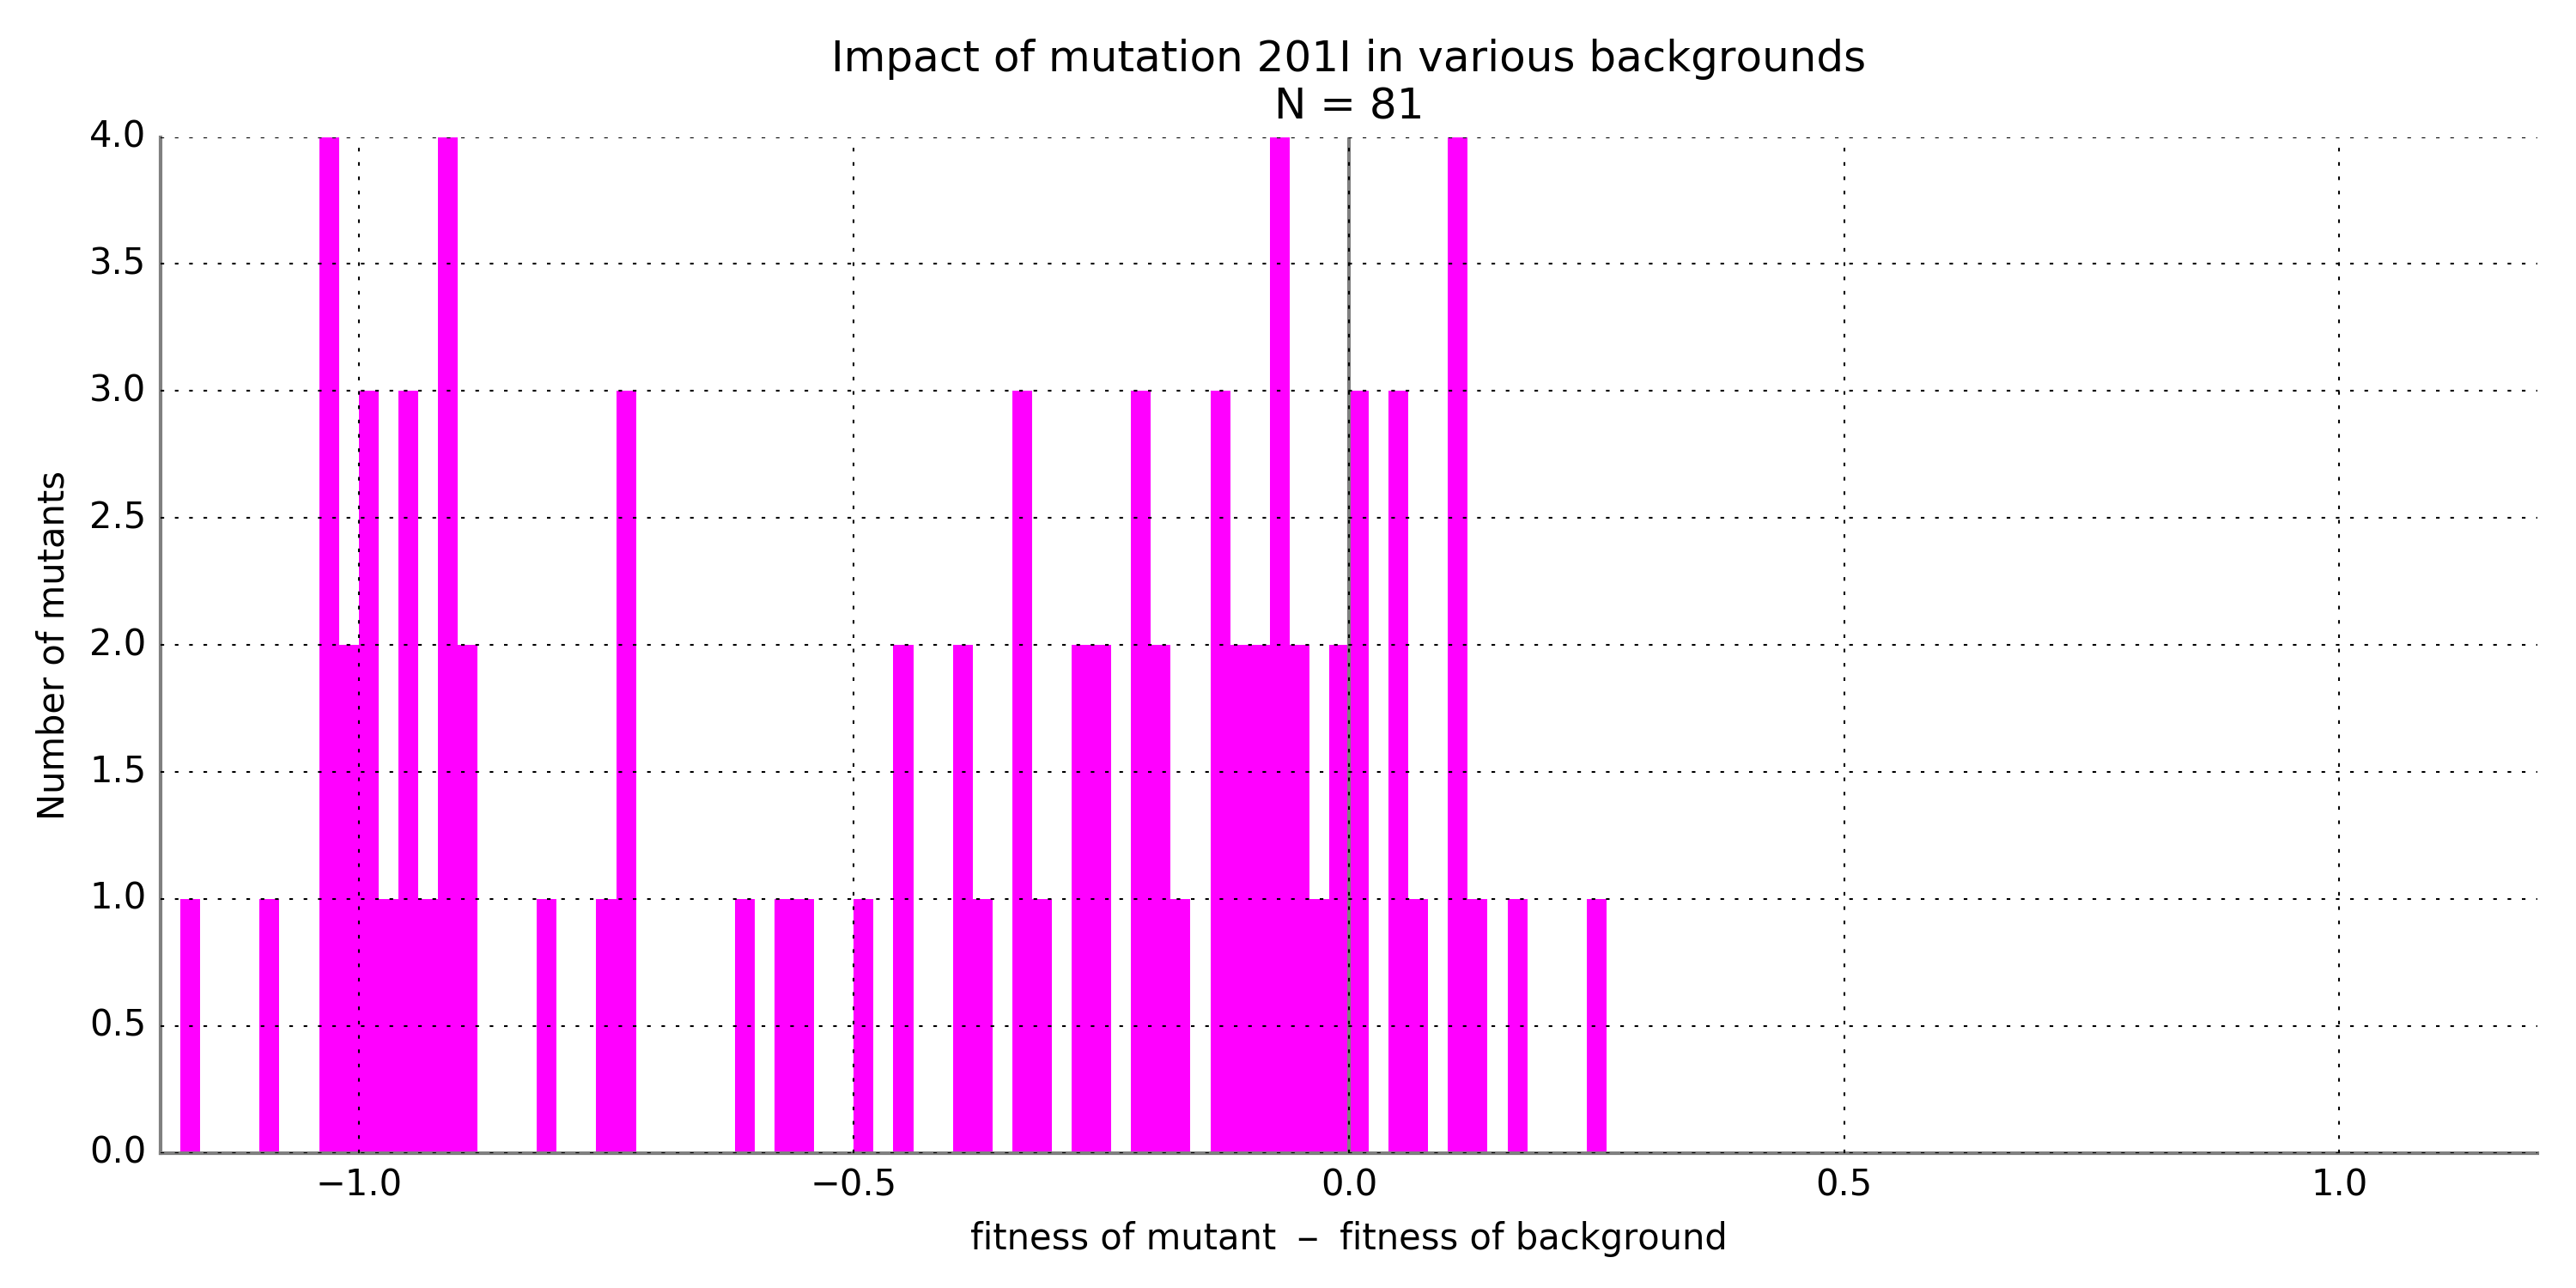 Impact of mutation 201I in various backgrounds
N = 81
4.0
3.5
3.0
2.5
2.0
1.5
1.0
0.5
0.0
Number of mutants
−1.0 −0.5 0.0 0.5 1.0
fitness of mutant – fitness of background